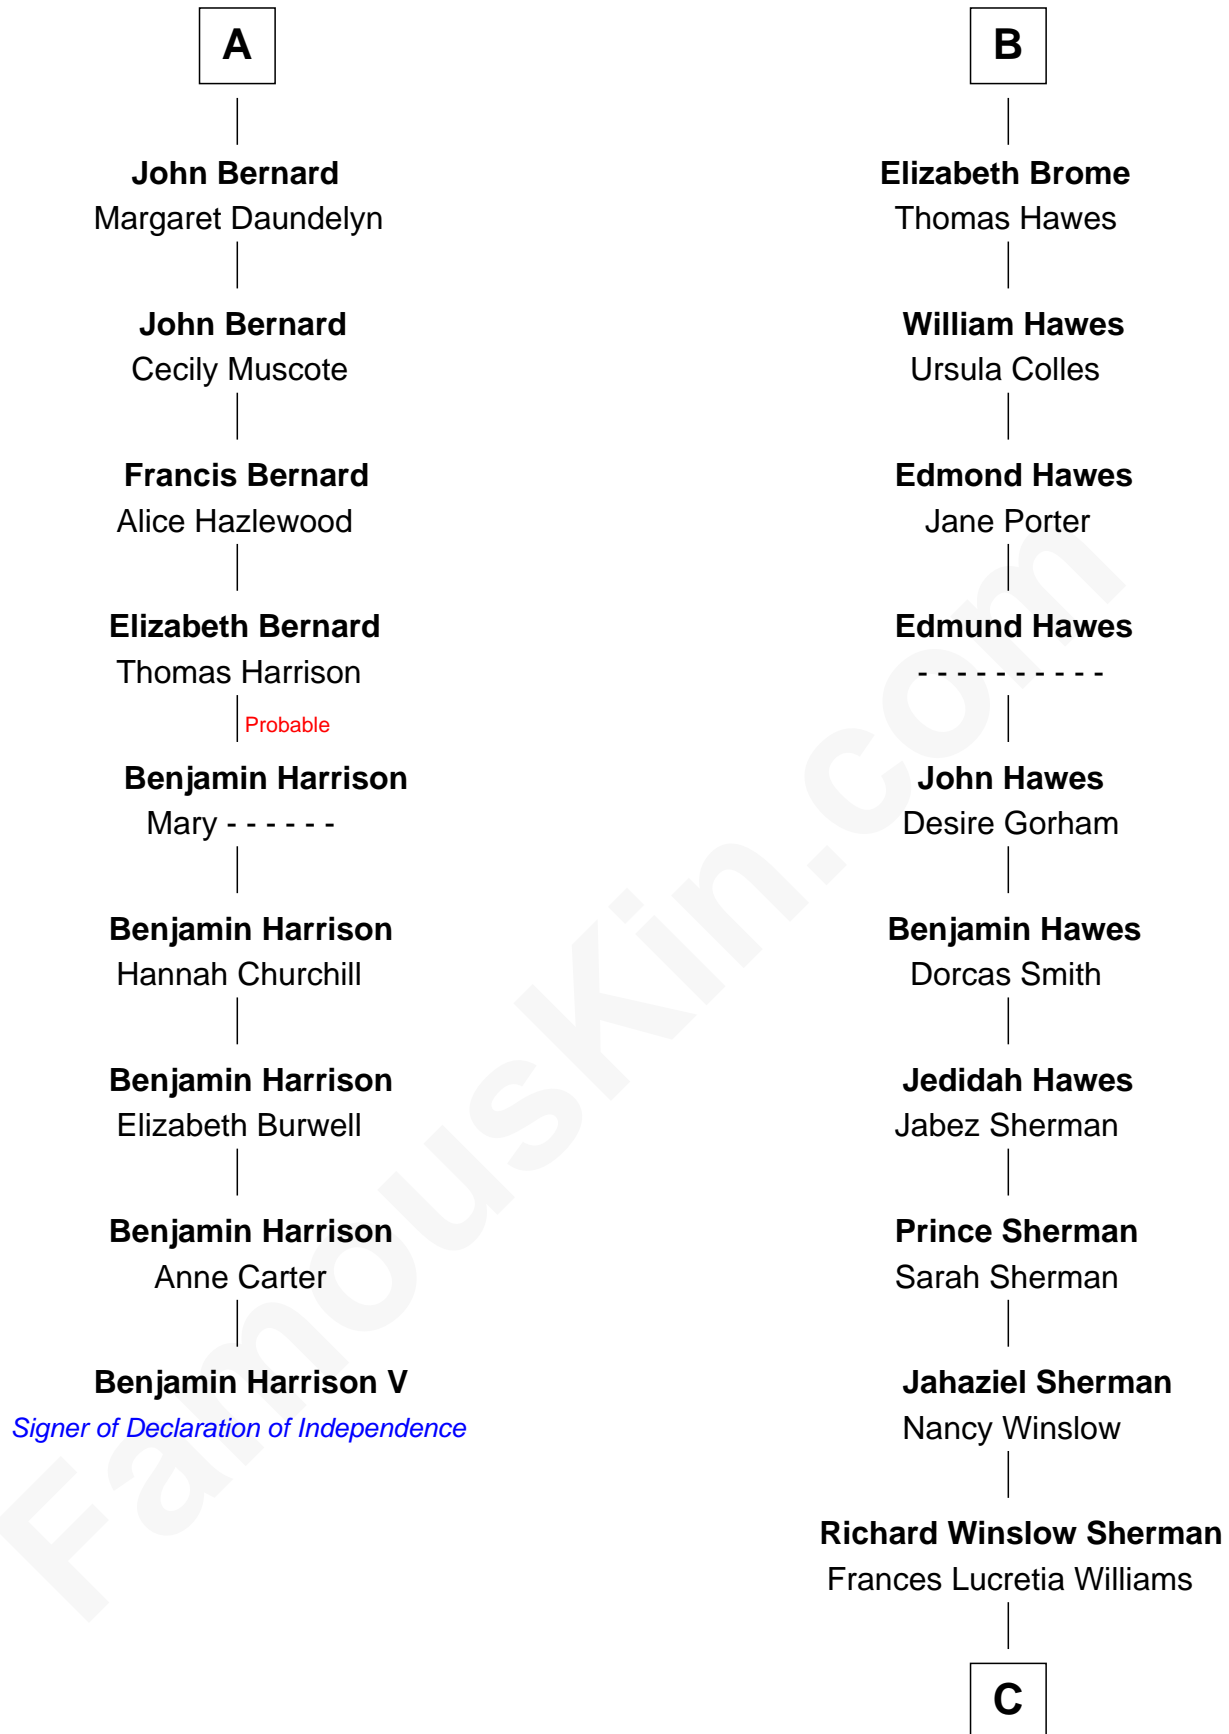 A
John Bernard
Margaret Daundelyn
John Bernard
Cecily Muscote
Francis Bernard
Alice Hazlewood
Elizabeth Bernard
Thomas Harrison
Probable
Benjamin Harrison
Mary - - - - - -
Benjamin Harrison
Hannah Churchill
Benjamin Harrison
Elizabeth Burwell
Benjamin Harrison
Anne Carter
Benjamin Harrison V
Signer of Declaration of Independence
B
Elizabeth Brome
Thomas Hawes
William Hawes
Ursula Colles
Edmond Hawes
Jane Porter
Edmund Hawes
- - - - - - - - - -
John Hawes
Desire Gorham
Benjamin Hawes
Dorcas Smith
Jedidah Hawes
Jabez Sherman
Prince Sherman
Sarah Sherman
Jahaziel Sherman
Nancy Winslow
Richard Winslow Sherman
Frances Lucretia Williams
C
FamousKin.com